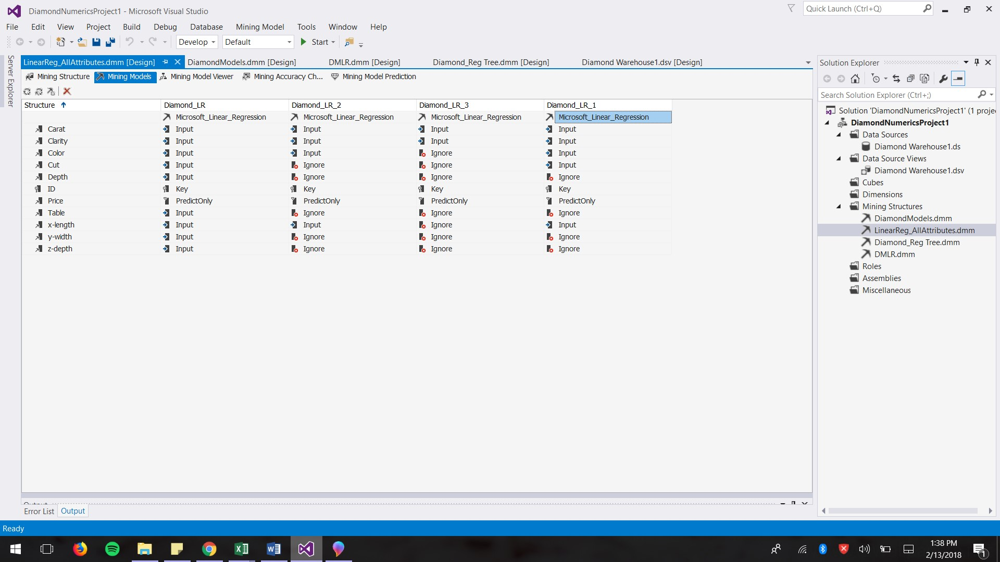 DiamondNumericsProject1 - Microsoft Visual Studio
Quick Launch (Ctrl+Q)
File Edit View Project Build Debug Database Mining Model Tools Window Help
Develop Default Start
Server Explorer
LinearReg_AllAttributes.dmm [Design] DiamondModels.dmm [Design] DMLR.dmm [Design] Diamond_Reg Tree.dmm [Design] Diamond Warehouse1.dsv [Design]
Mining Structure Mining Models Mining Model Viewer Mining Accuracy Ch... Mining Model Prediction
Structure Diamond_LR Diamond_LR_2 Diamond_LR_3 Diamond_LR_1
Microsoft_Linear_Regression Microsoft_Linear_Regression Microsoft_Linear_Regression Microsoft_Linear_Regression
Carat Input Input Input Input
Clarity Input Input Input Input
Color Input Input Ignore Input
Cut Input Ignore Ignore Input
Depth Input Ignore Ignore Ignore
ID Key Key Key Key
Price PredictOnly PredictOnly PredictOnly PredictOnly
Table Input Ignore Ignore Ignore
x-length Input Input Ignore Input
y-width Input Ignore Ignore Ignore
z-depth Input Ignore Ignore Ignore
Solution Explorer
Search Solution Explorer (Ctrl+;)
Solution 'DiamondNumericsProject1' (1 proje
DiamondNumericsProject1
Data Sources
Diamond Warehouse1.ds
Data Source Views
Diamond Warehouse1.dsv
Cubes
Dimensions
Mining Structures
DiamondModels.dmm
LinearReg_AllAttributes.dmm
Diamond_Reg Tree.dmm
DMLR.dmm
Roles
Assemblies
Miscellaneous
Output
Error List Output
Ready
1:38 PM
2/13/2018
1